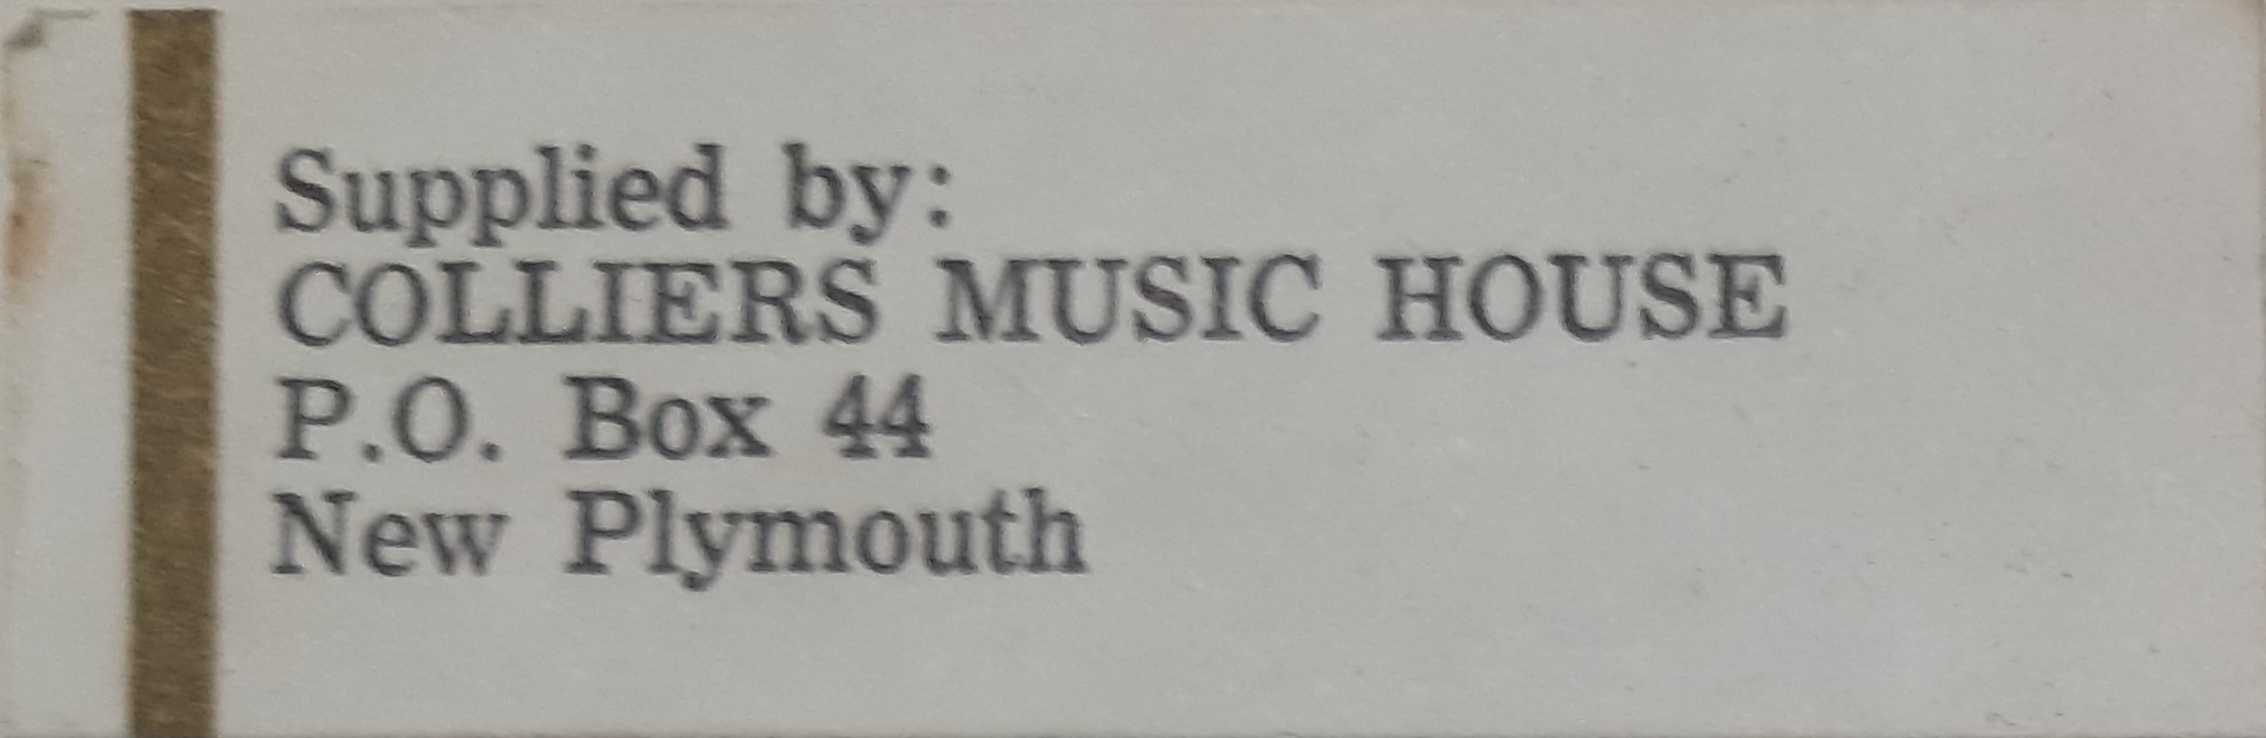 Supplied by:
COLLIERS MUSIC HOUSE
P.O. Box 44
New Plymouth